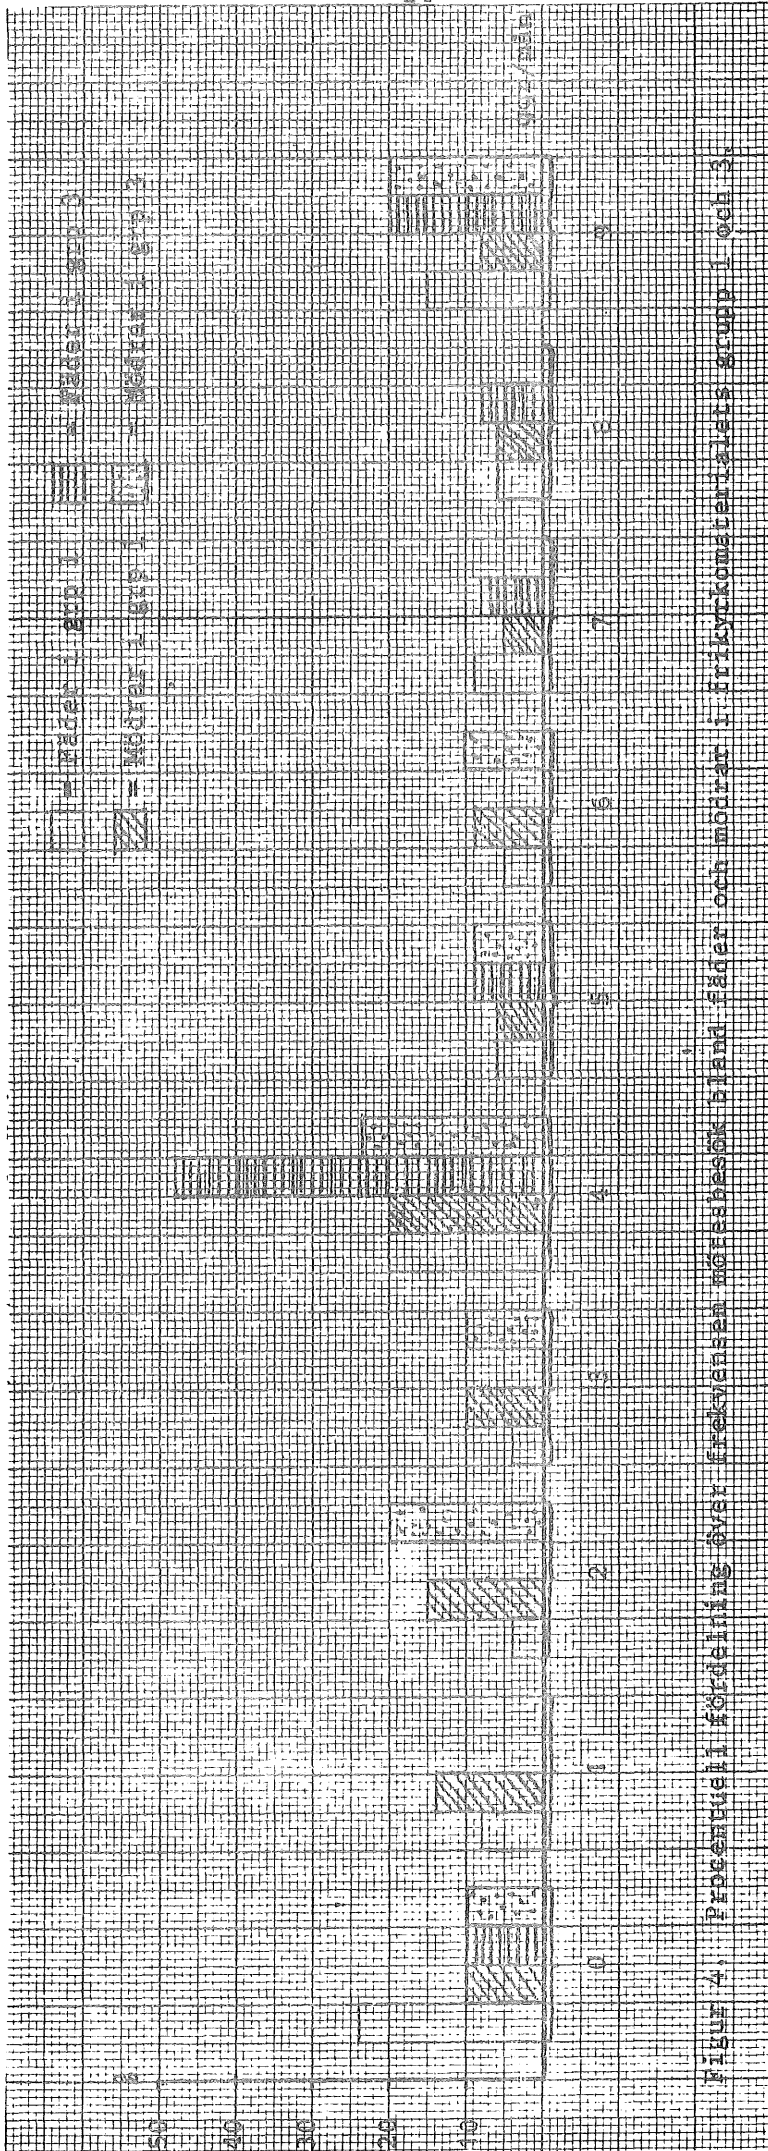 = Fäder i grp 1
= Fäder i grp 3
= Mödrar i grp 1
= Mödrar i grp 3
%
50
40
30
20
10
0 1 2 3 4 5 6 7 8 9
ggr/mån
Figur 4. Procentuell fördelning över frekvensen mötesbesök bland fäder och mödrar i frikyrkomaterialets grupp 1 och 3.